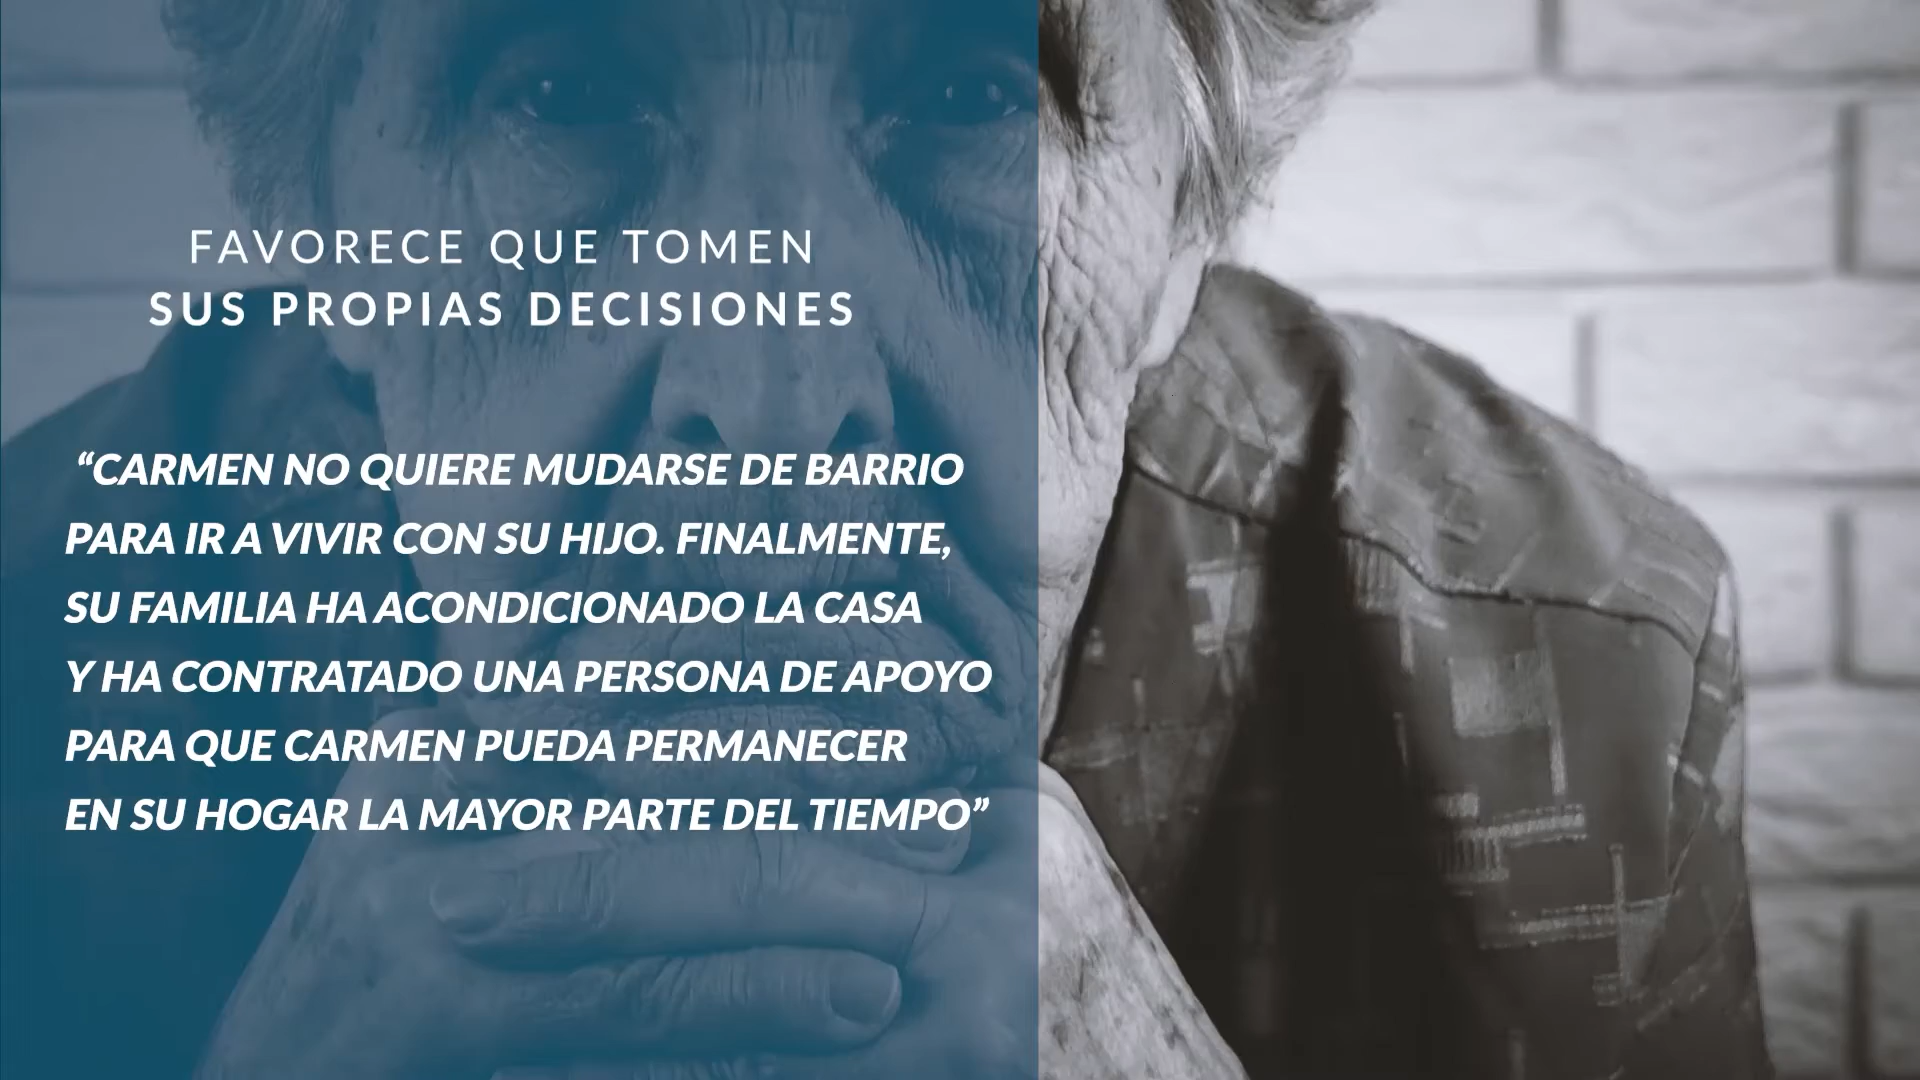 FAVORECE QUE TOMEN
SUS PROPIAS DECISIONES
“CARMEN NO QUIERE MUDARSE DE BARRIO
PARA IR A VIVIR CON SU HIJO. FINALMENTE,
SU FAMILIA HA ACONDICIONADO LA CASA
Y HA CONTRATADO UNA PERSONA DE APOYO
PARA QUE CARMEN PUEDA PERMANECER
EN SU HOGAR LA MAYOR PARTE DEL TIEMPO”